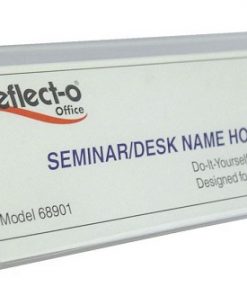 eflect-o
Office
SEMINAR/DESK NAME HO
Do-It-Yourself
Designed fo
Model 68901